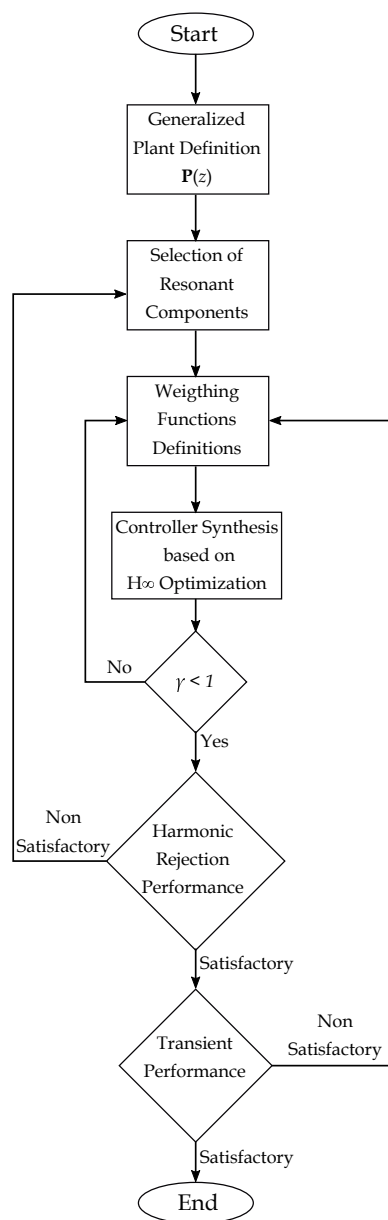 Start
Generalized
Plant Definition
P(z)
Selection of
Resonant
Components
Weigthing
Functions
Definitions
Controller Synthesis
based on
H∞ Optimization
No
γ < 1
Yes
Non
Satisfactory
Harmonic
Rejection
Performance
Satisfactory
Transient
Performance
Non
Satisfactory
Satisfactory
End